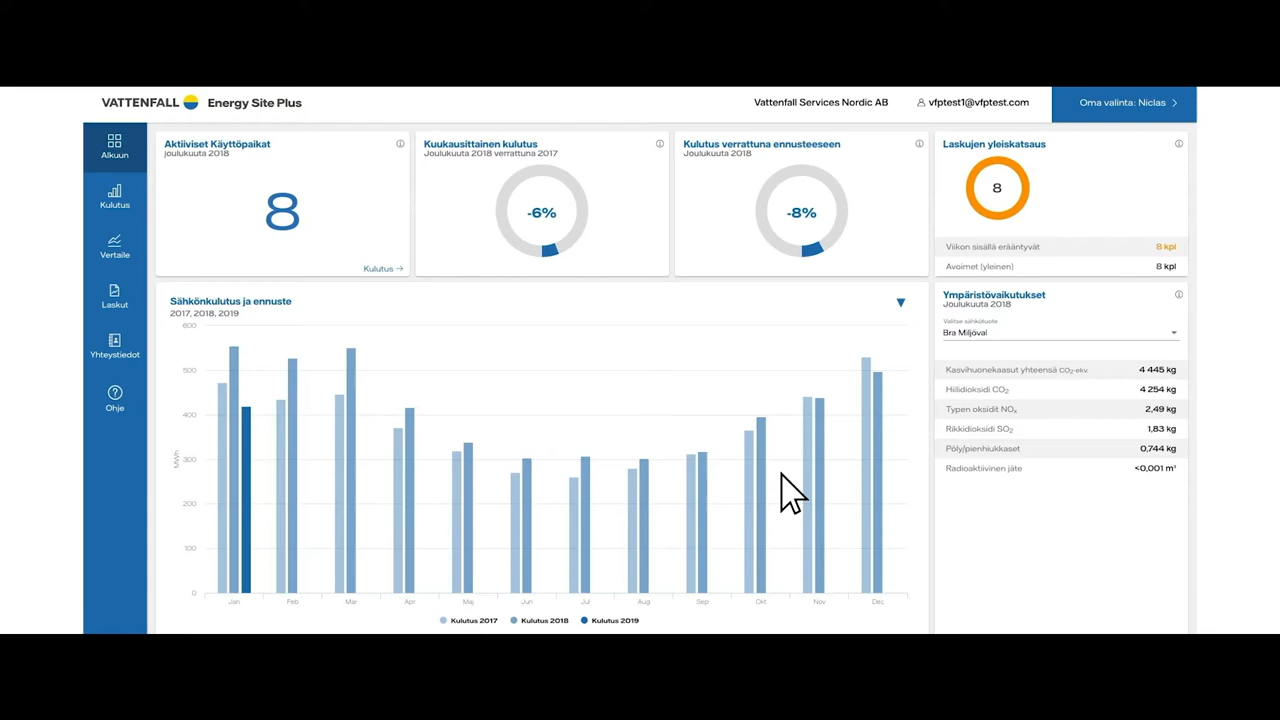 VATTENFALL Energy Site Plus
Vattenfall Services Nordic AB
vfptest1@vfptest.com
Oma valinta: Niclas
Alkuun
Kulutus
Vertaile
Laskut
Yhteystiedot
Ohje
Aktiiviset Käyttöpaikat
joulukuuta 2018
8
Kulutus →
Kuukausittainen kulutus
Joulukuuta 2018 verrattuna 2017
-6%
Kulutus verrattuna ennusteeseen
Joulukuuta 2018
-8%
Laskujen yleiskatsaus
8
Viikon sisällä erääntyvät 8 kpl
Avoimet (yleinen) 8 kpl
Sähkönkulutus ja ennuste
2017, 2018, 2019
600
500
400
300
200
100
0
MWh
Jan Feb Mar Apr Maj Jun Jul Aug Sep Okt Nov Dec
Kulutus 2017 Kulutus 2018 Kulutus 2019
Ympäristövaikutukset
Joulukuuta 2018
Valitse sähkötuote
Bra Miljöval
Kasvihuonekaasut yhteensä CO₂-ekv. 4 445 kg
Hiilidioksidi CO₂ 4 254 kg
Typen oksidit NOₓ 2,49 kg
Rikkidioksidi SO₂ 1,83 kg
Pöly/pienhiukkaset 0,744 kg
Radioaktiivinen jäte <0,001 m³